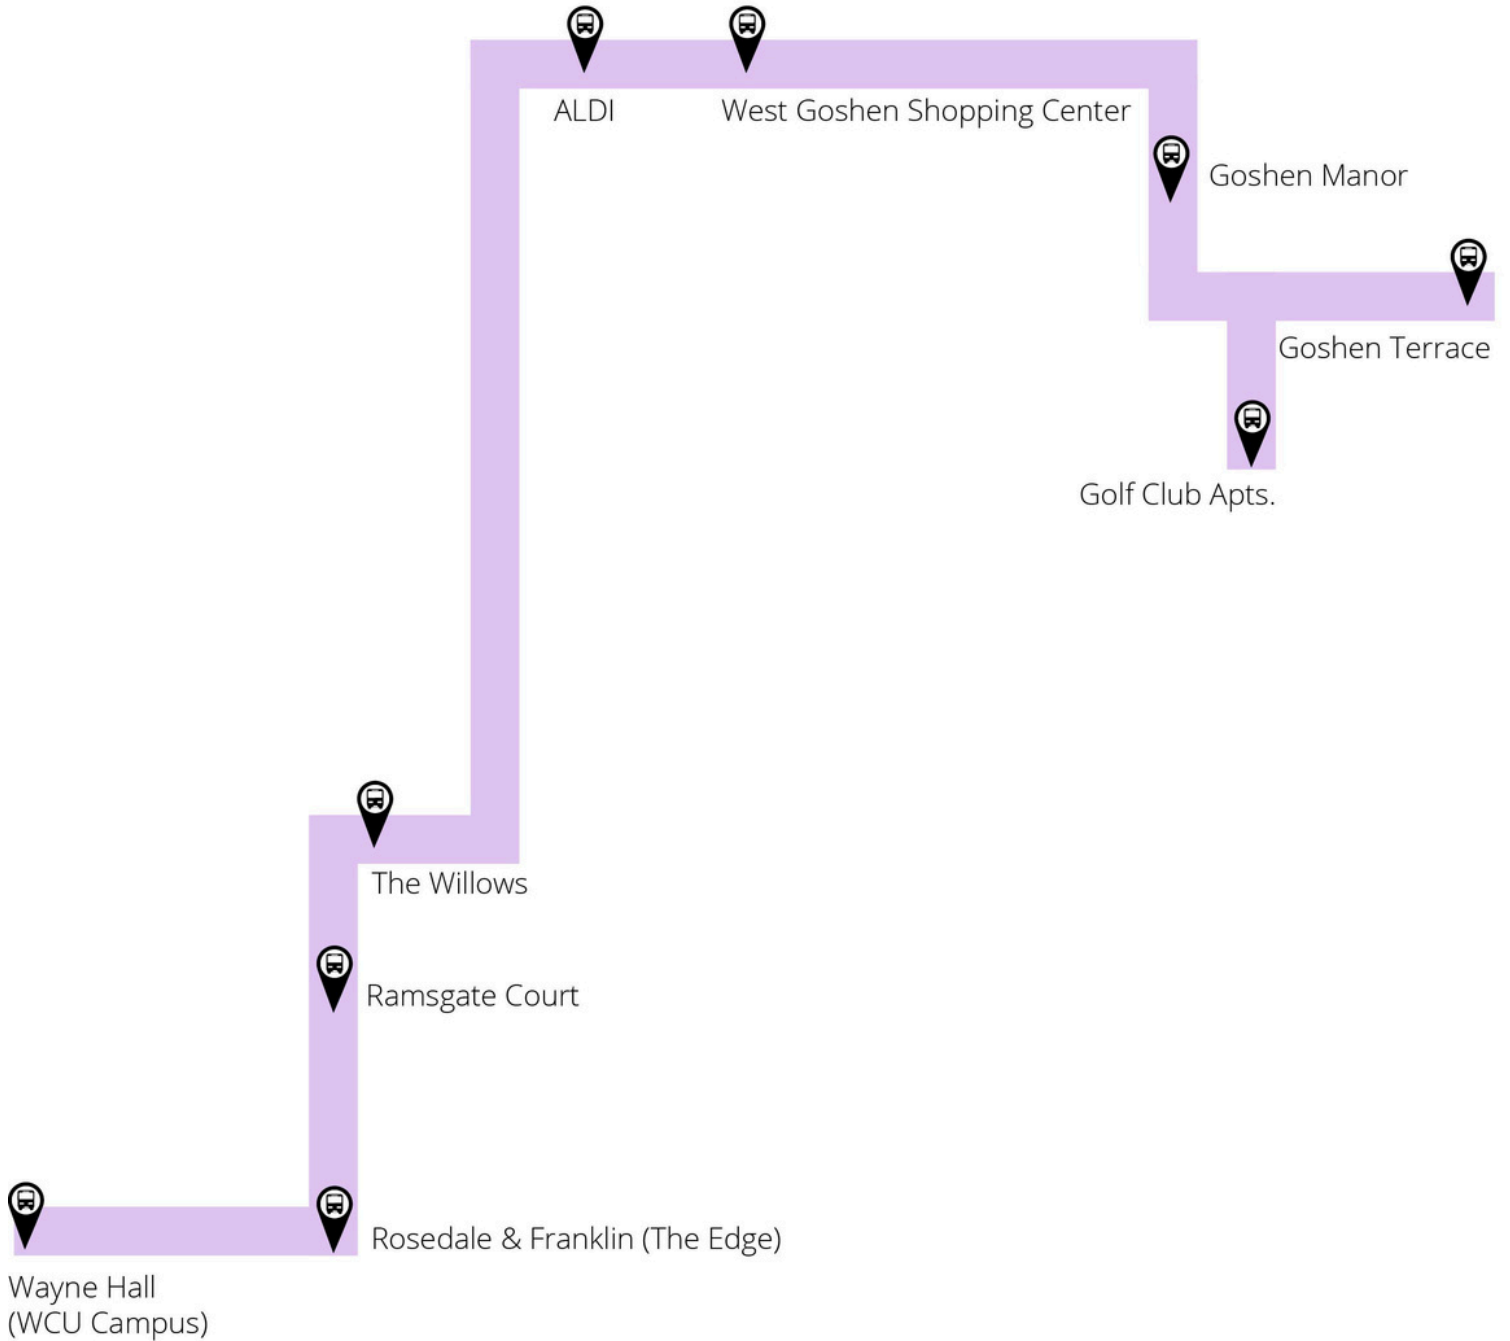 ALDI
West Goshen Shopping Center
Goshen Manor
Goshen Terrace
Golf Club Apts.
The Willows
Ramsgate Court
Rosedale & Franklin (The Edge)
Wayne Hall
(WCU Campus)